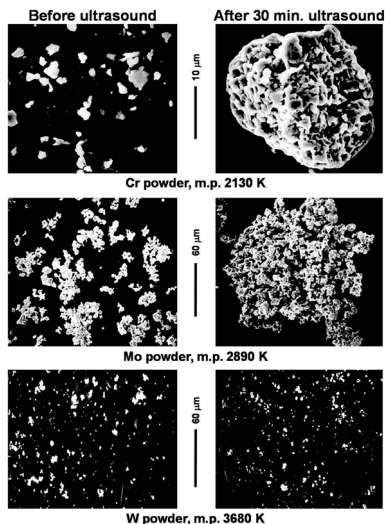 Before ultrasound
After 30 min. ultrasound
10 μm
Cr powder, m.p. 2130 K
60 μm
Mo powder, m.p. 2890 K
60 μm
W powder, m.p. 3680 K